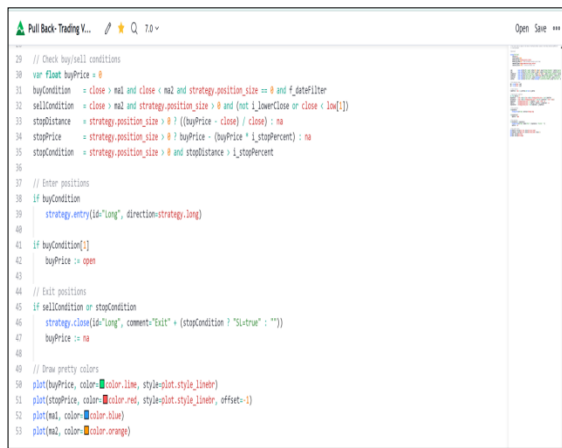 Pull Back- Trading V... 7.0 Open Save
29 // Check buy/sell conditions
30 var float buyPrice = 0
31 buyCondition = close > ma1 and close < ma2 and strategy.position_size == 0 and f_dateFilter
32 sellCondition = close > ma2 and strategy.position_size > 0 and (not i_lowerClose or close < low[1])
33 stopDistance = strategy.position_size > 0 ? ((buyPrice - close) / close) : na
34 stopPrice = strategy.position_size > 0 ? buyPrice - (buyPrice * i_stopPercent) : na
35 stopCondition = strategy.position_size > 0 and stopDistance > i_stopPercent
36
37 // Enter positions
38 if buyCondition
39 strategy.entry(id="Long", direction=strategy.long)
40
41 if buyCondition[1]
42 buyPrice := open
43
44 // Exit positions
45 if sellCondition or stopCondition
46 strategy.close(id="Long", comment="Exit" + (stopCondition ? "SL=true" : ""))
47 buyPrice := na
48
49 // Draw pretty colors
50 plot(buyPrice, color=color.lime, style=plot.style_linebr)
51 plot(stopPrice, color=color.red, style=plot.style_linebr, offset=-1)
52 plot(ma1, color=color.blue)
53 plot(ma2, color=color.orange)